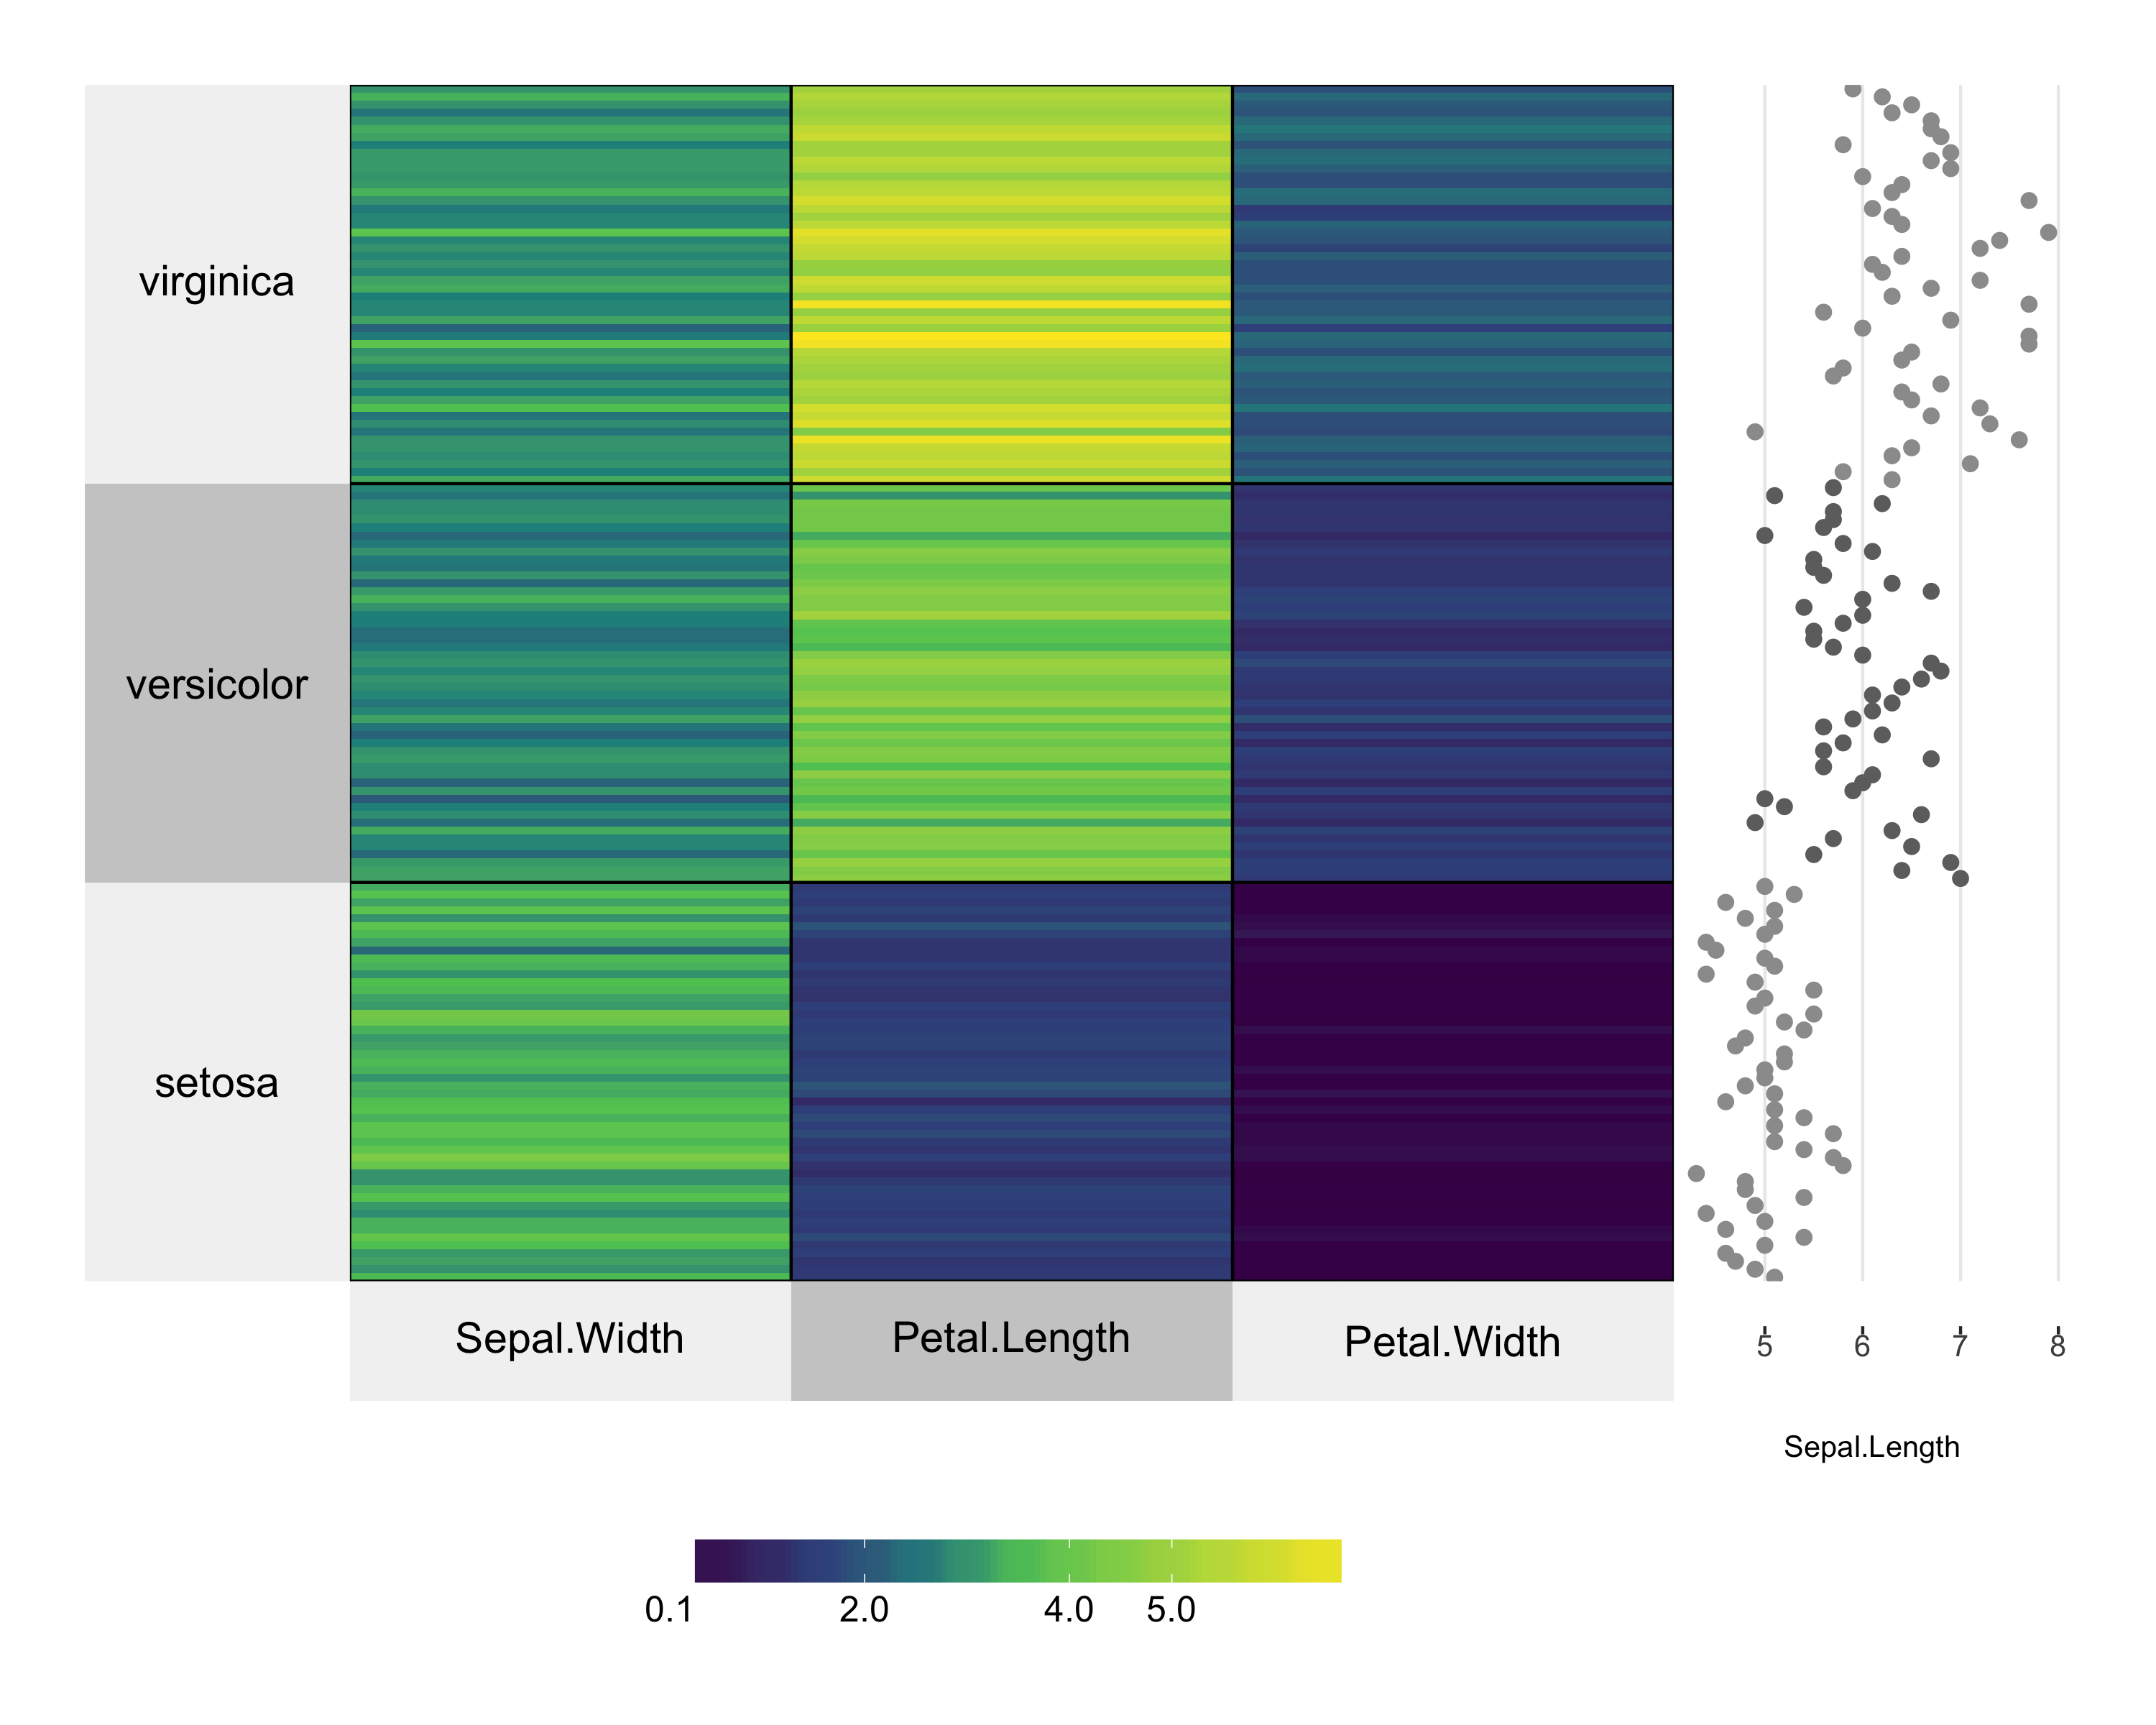 virginica
versicolor
setosa
Sepal.Width Petal.Length Petal.Width
5 6 7 8
Sepal.Length
0.1 2.0 4.0 5.0